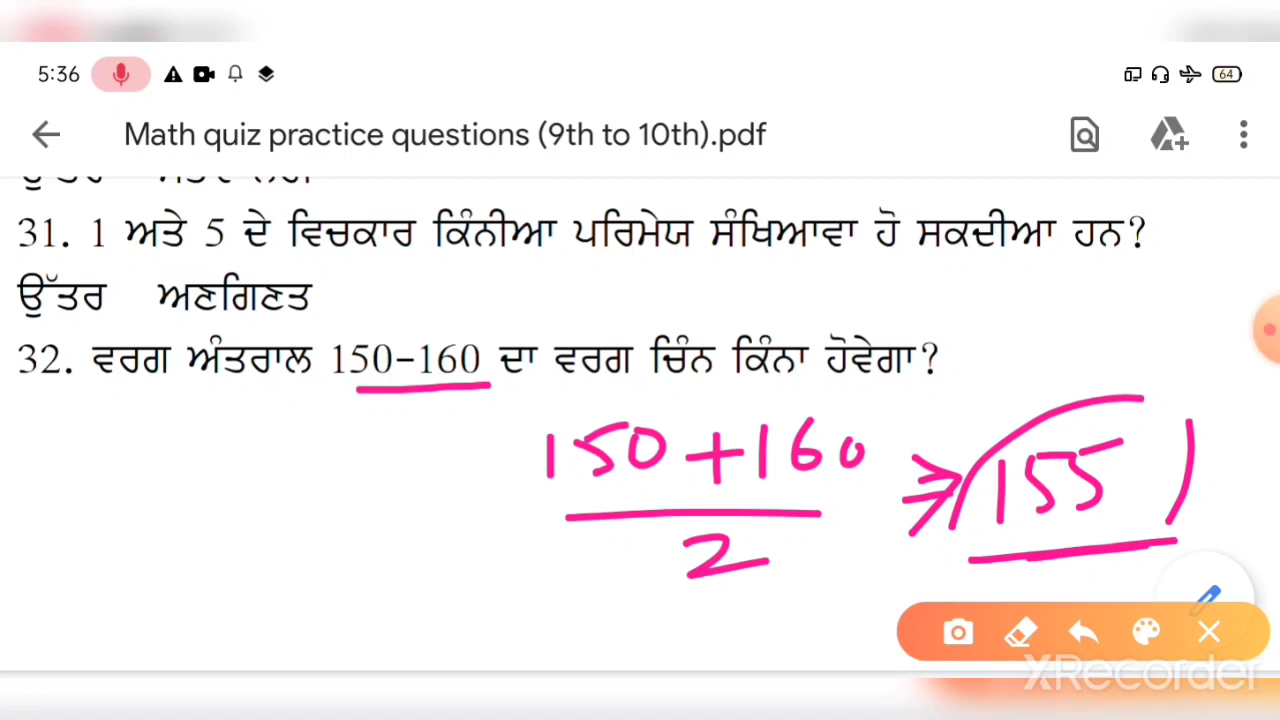 5:36 64
Math quiz practice questions (9th to 10th).pdf
31. 1 ਅਤੇ 5 ਦੇ ਵਿਚਕਾਰ ਕਿੰਨੀਆ ਪਰਿਮੇਯ ਸੰਖਿਆਵਾ ਹੋ ਸਕਦੀਆ ਹਨ?
ਉੱਤਰ ਅਣਗਿਣਤ
32. ਵਰਗ ਅੰਤਰਾਲ 150-160 ਦਾ ਵਰਗ ਚਿੰਨ ਕਿੰਨਾ ਹੋਵੇਗਾ?
150+160
155
2
XRecorder